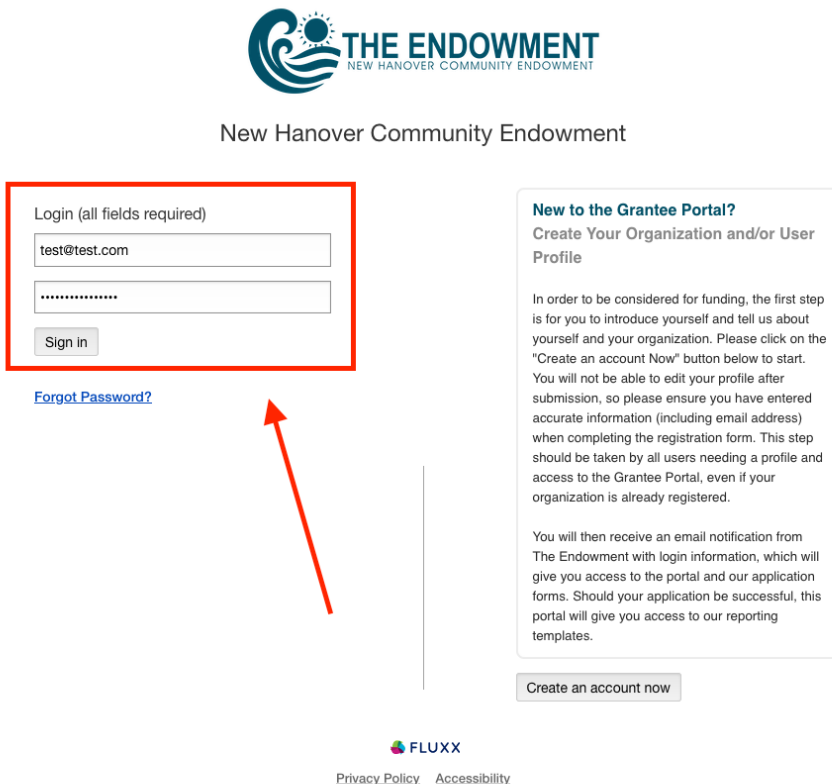 THE ENDOWMENT
NEW HANOVER COMMUNITY ENDOWMENT
New Hanover Community Endowment
Login (all fields required)
test@test.com
••••••••••••••••
Sign in
Forgot Password?
New to the Grantee Portal?
Create Your Organization and/or User
Profile
In order to be considered for funding, the first step
is for you to introduce yourself and tell us about
yourself and your organization. Please click on the
"Create an account Now" button below to start.
You will not be able to edit your profile after
submission, so please ensure you have entered
accurate information (including email address)
when completing the registration form. This step
should be taken by all users needing a profile and
access to the Grantee Portal, even if your
organization is already registered.
You will then receive an email notification from
The Endowment with login information, which will
give you access to the portal and our application
forms. Should your application be successful, this
portal will give you access to our reporting
templates.
Create an account now
FLUXX
Privacy Policy Accessibility